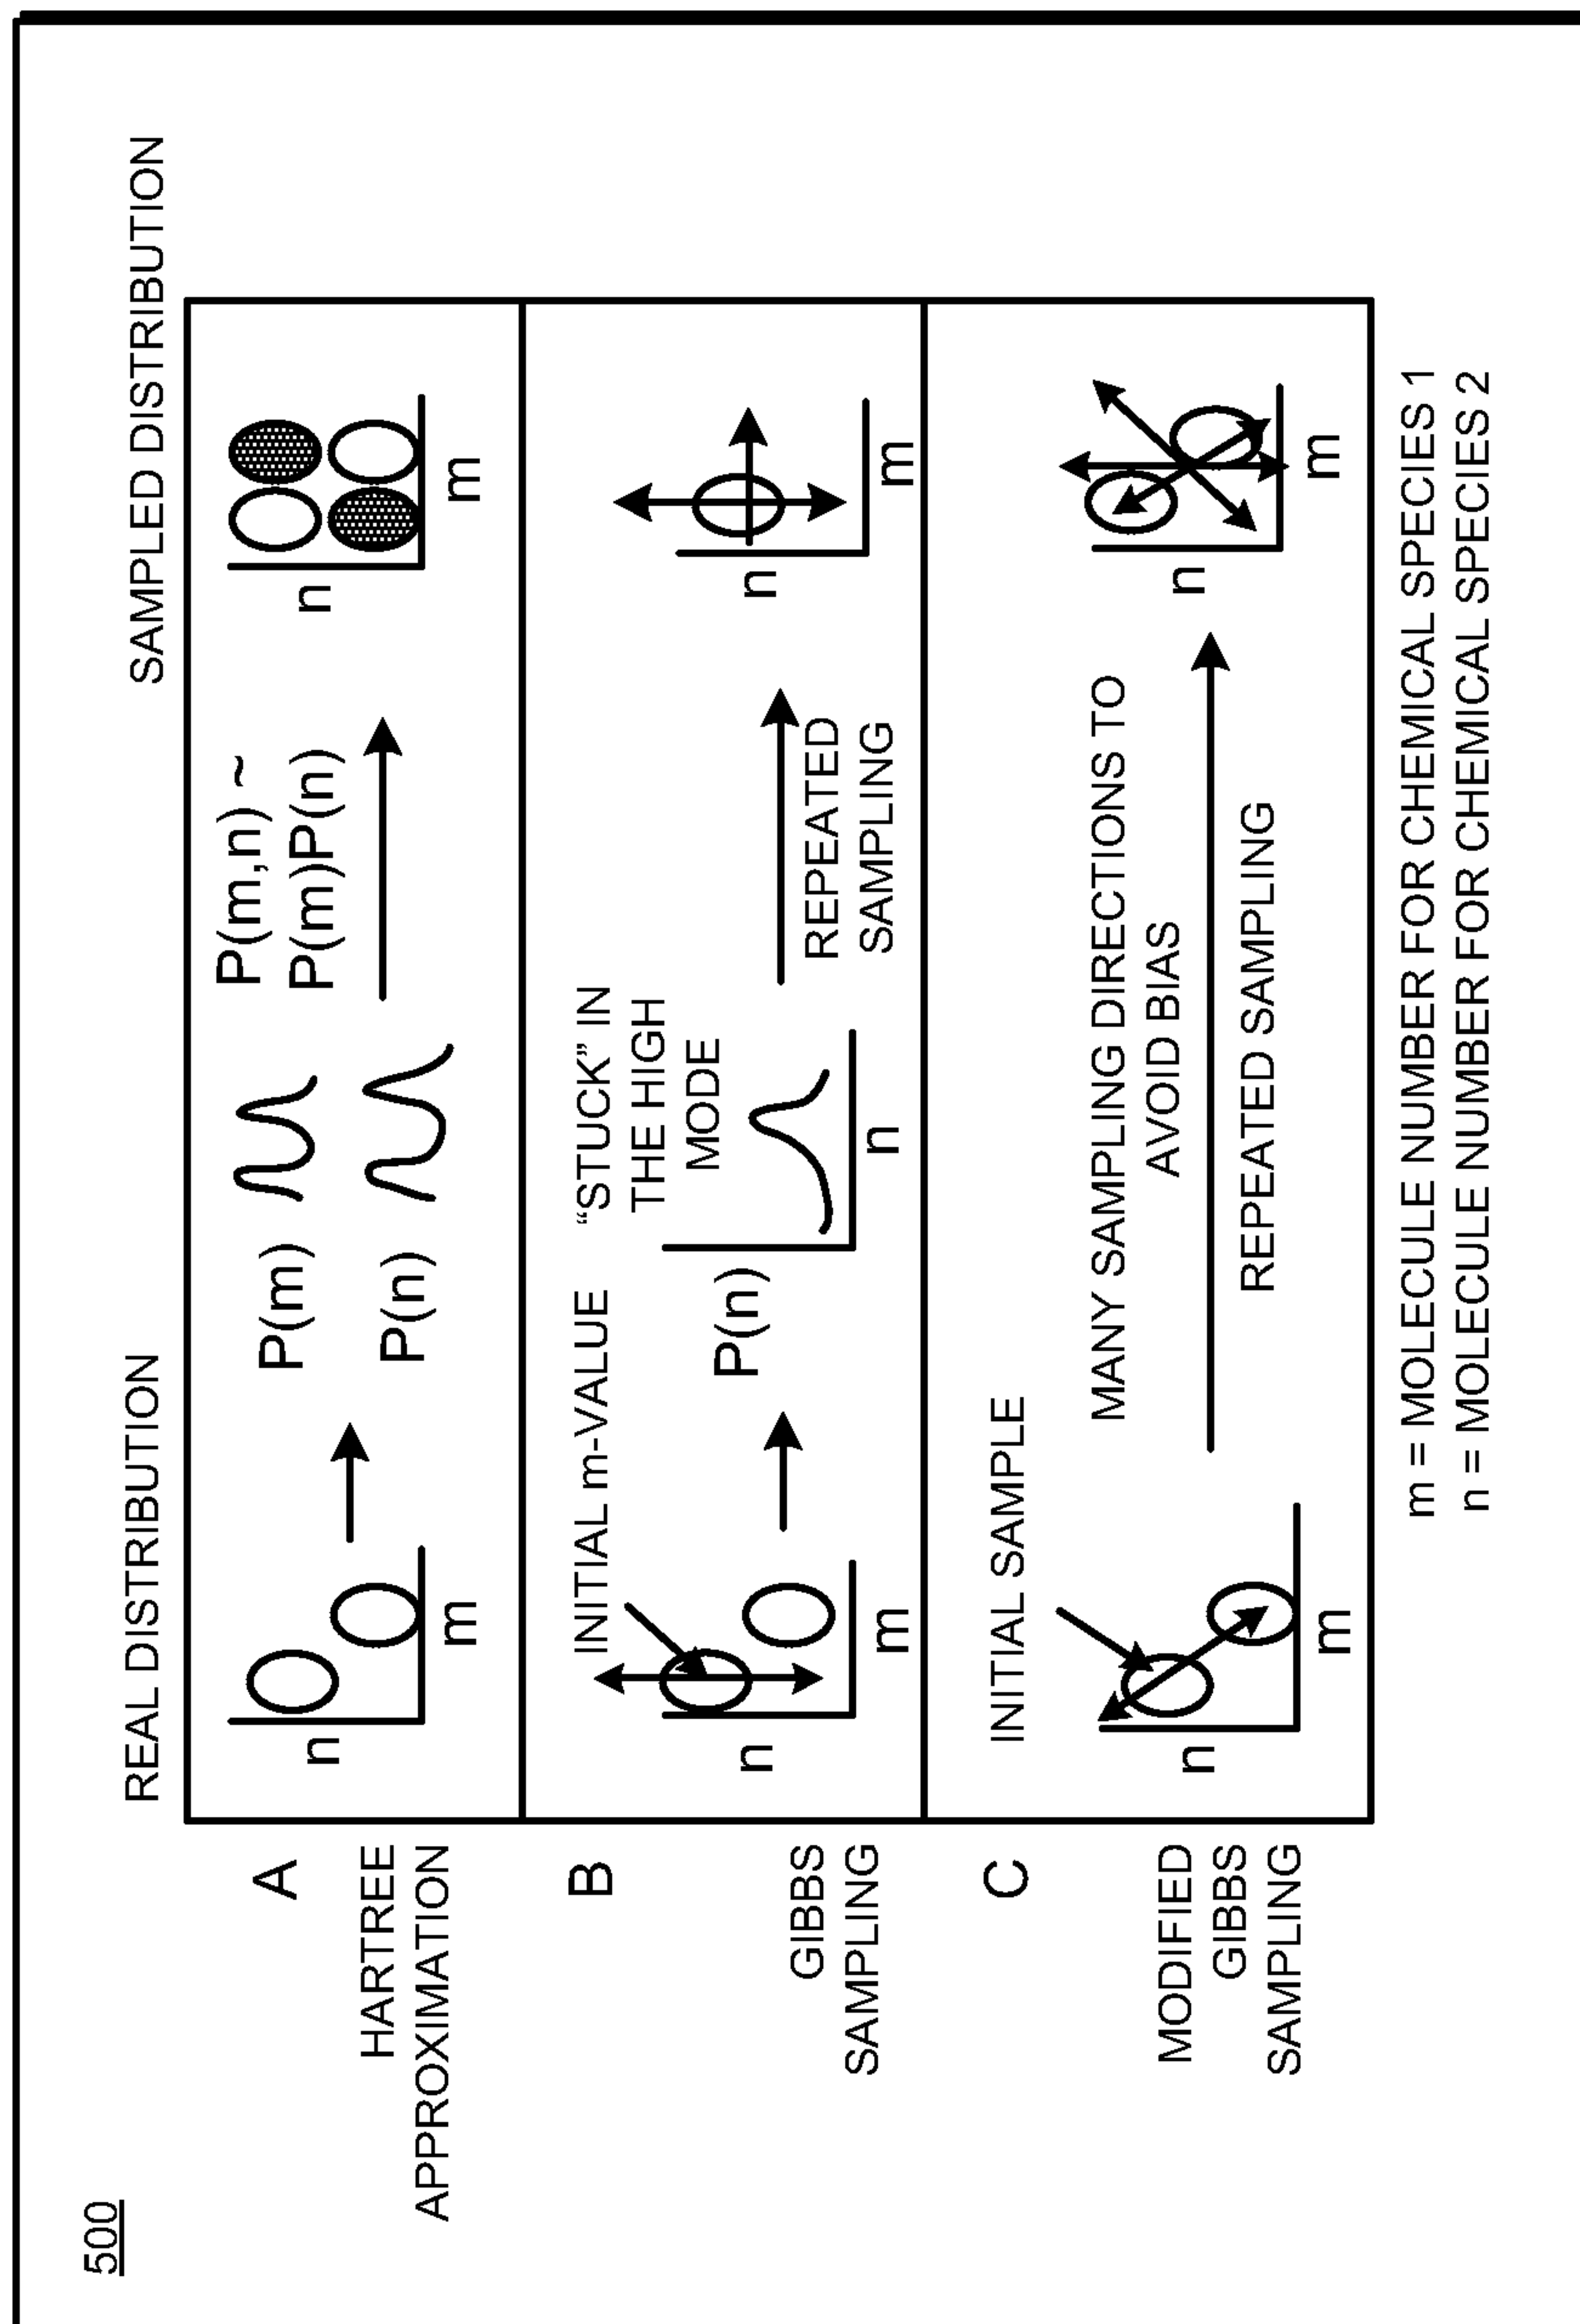 500
REAL DISTRIBUTION
SAMPLED DISTRIBUTION
A
HARTREE
APPROXIMATION
n
m
P(m)
P(n)
P(m,n) ~
P(m)P(n)
n
m
B
GIBBS
SAMPLING
INITIAL m-VALUE
n
m
“STUCK” IN
THE HIGH
MODE
P(n)
n
REPEATED
SAMPLING
n
m
C
MODIFIED
GIBBS
SAMPLING
INITIAL SAMPLE
n
m
MANY SAMPLING DIRECTIONS TO
AVOID BIAS
REPEATED SAMPLING
n
m
m = MOLECULE NUMBER FOR CHEMICAL SPECIES 1
n = MOLECULE NUMBER FOR CHEMICAL SPECIES 2